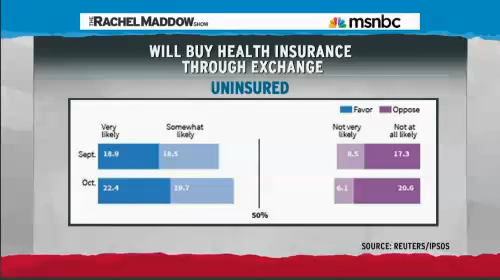 THE RACHEL MADDOW SHOW
msnbc
WILL BUY HEALTH INSURANCE
THROUGH EXCHANGE
UNINSURED
Favor Oppose
Very likely Somewhat likely Not very likely Not at all likely
Sept. 18.9 18.5 8.5 17.3
Oct. 22.4 19.7 6.1 20.6
50%
SOURCE: REUTERS/IPSOS